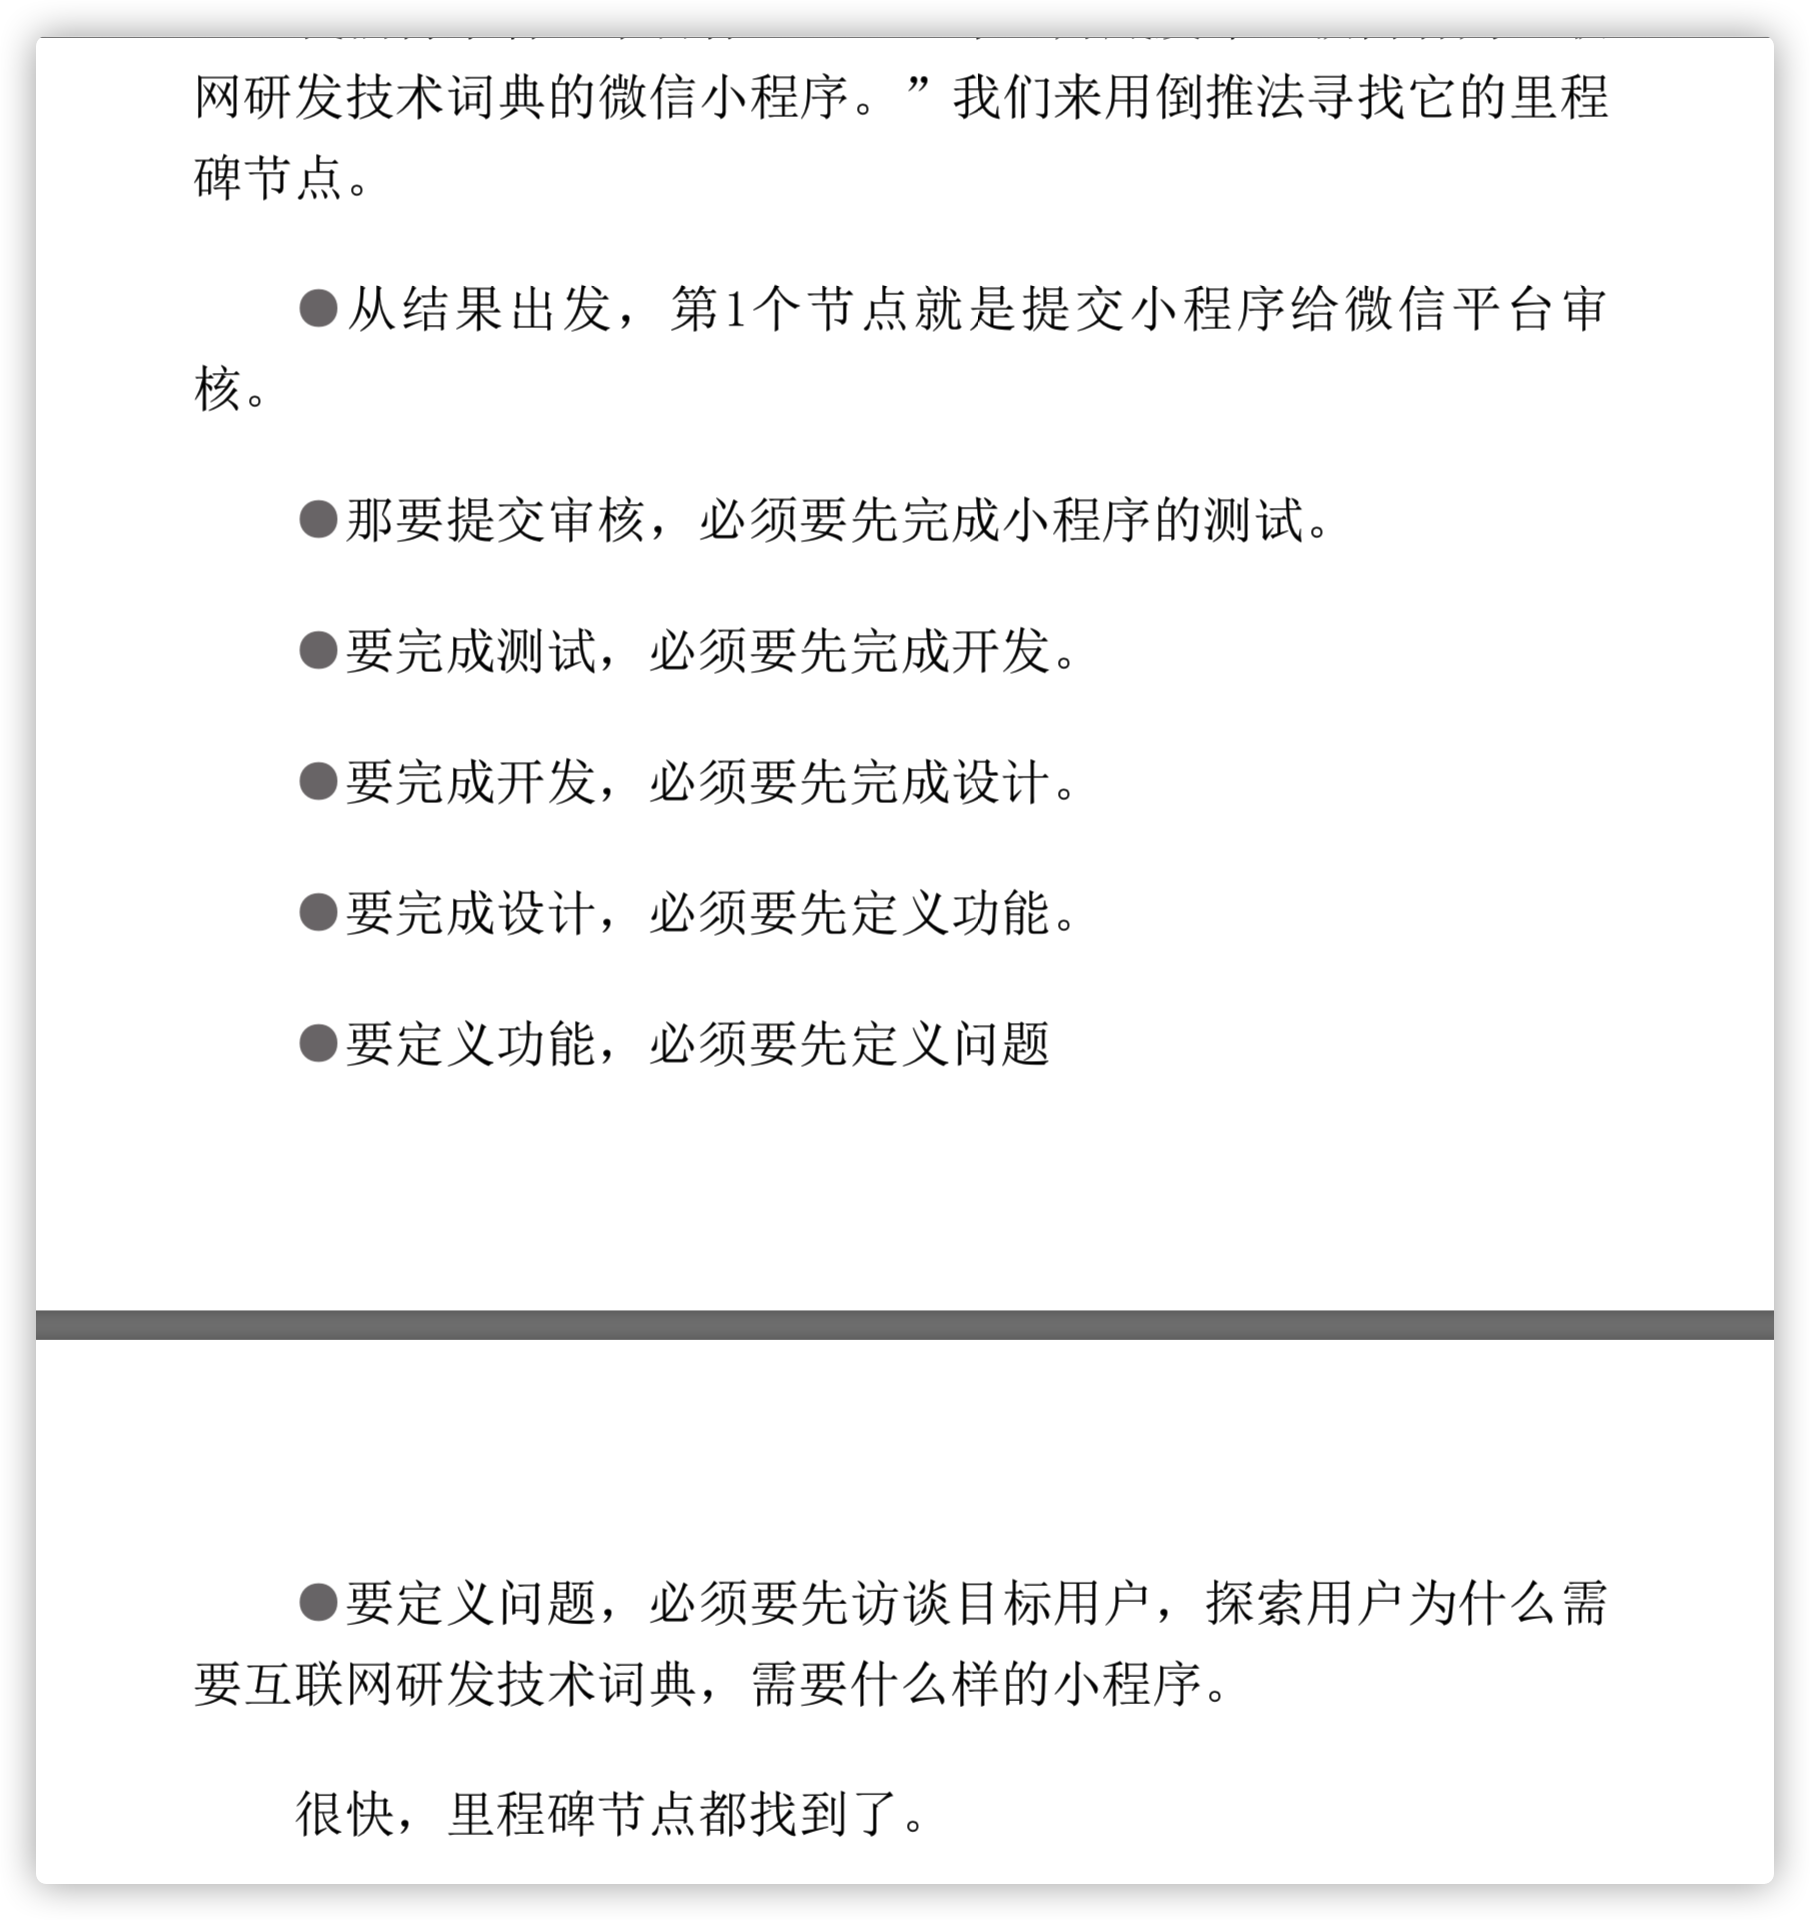 网研发技术词典的微信小程序。”我们来用倒推法寻找它的里程
碑节点。
●从结果出发，第1个节点就是提交小程序给微信平台审
核。
●那要提交审核，必须要先完成小程序的测试。
●要完成测试，必须要先完成开发。
●要完成开发，必须要先完成设计。
●要完成设计，必须要先定义功能。
●要定义功能，必须要先定义问题
●要定义问题，必须要先访谈目标用户，探索用户为什么需
要互联网研发技术词典，需要什么样的小程序。
很快，里程碑节点都找到了。